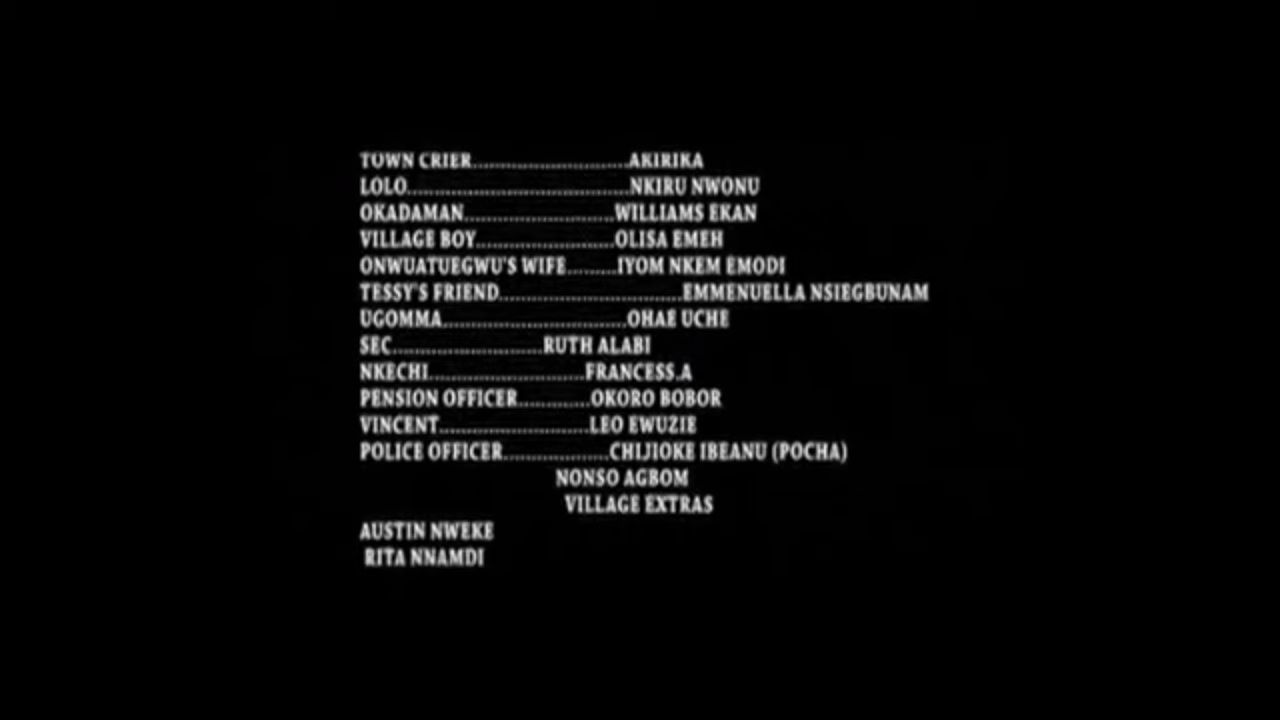 TOWN CRIER............................AKIRIKA
LOLO........................................NKIRU NWONU
OKADAMAN...........................WILLIAMS EKAN
VILLAGE BOY.........................OLISA EMEH
ONWUATUEGWU'S WIFE.........IYOM NKEM EMODI
TESSY'S FRIEND.................................EMMENUELLA NSIEGBUNAM
UGOMMA.................................OHAE UCHE
SEC...........................RUTH ALABI
NKECHI............................FRANCESS.A
PENSION OFFICER.............OKORO BOBOR
VINCENT...........................LEO EWUZIE
POLICE OFFICER...................CHIJIOKE IBEANU (POCHA)
NONSO AGBOM
VILLAGE EXTRAS
AUSTIN NWEKE
RITA NNAMDI